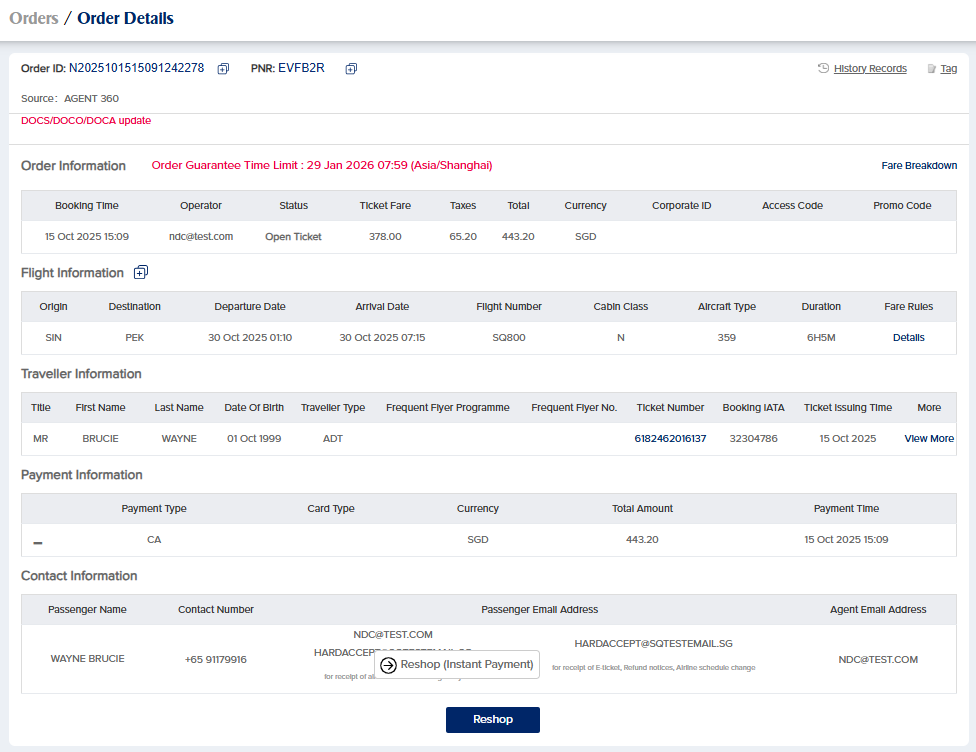 Orders / Order Details
Order ID: N2025101515091242278 PNR: EVFB2R History Records Tag
Source: AGENT 360
DOCS/DOCO/DOCA update
Order Information Order Guarantee Time Limit : 29 Jan 2026 07:59 (Asia/Shanghai) Fare Breakdown
Booking Time Operator Status Ticket Fare Taxes Total Currency Corporate ID Access Code Promo Code
15 Oct 2025 15:09 ndc@test.com Open Ticket 378.00 65.20 443.20 SGD
Flight Information
Origin Destination Departure Date Arrival Date Flight Number Cabin Class Aircraft Type Duration Fare Rules
SIN PEK 30 Oct 2025 01:10 30 Oct 2025 07:15 SQ800 N 359 6H5M Details
Traveller Information
Title First Name Last Name Date Of Birth Traveller Type Frequent Flyer Programme Frequent Flyer No. Ticket Number Booking IATA Ticket Issuing Time More
MR BRUCIE WAYNE 01 Oct 1999 ADT 6182462016137 32304786 15 Oct 2025 View More
Payment Information
Payment Type Card Type Currency Total Amount Payment Time
CA SGD 443.20 15 Oct 2025 15:09
Contact Information
Passenger Name Contact Number Passenger Email Address Agent Email Address
WAYNE BRUCIE +65 91179916 NDC@TEST.COM HARDACCEPT@SQTESTEMAIL.SG NDC@TEST.COM
for receipt of for receipt of E-ticket, Refund notices, Airline schedule change
Reshop (Instant Payment)
Reshop